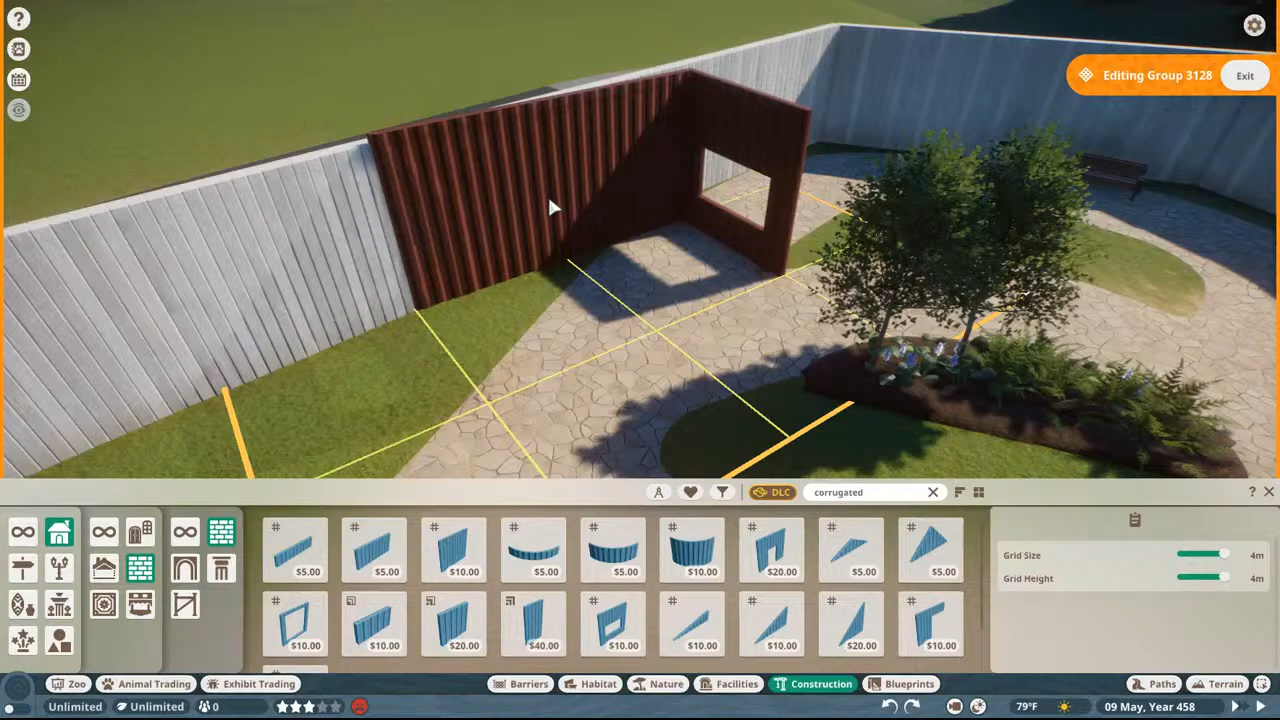 ?
Editing Group 3128
Exit
DLC
corrugated
?
$5.00 $5.00 $10.00 $5.00 $5.00 $10.00 $20.00 $5.00 $5.00
$10.00 $10.00 $20.00 $40.00 $10.00 $10.00 $10.00 $20.00 $10.00
Grid Size 4m
Grid Height 4m
Zoo Animal Trading Exhibit Trading Barriers Habitat Nature Facilities Construction Blueprints Paths Terrain
Unlimited Unlimited 0 79°F 09 May, Year 458